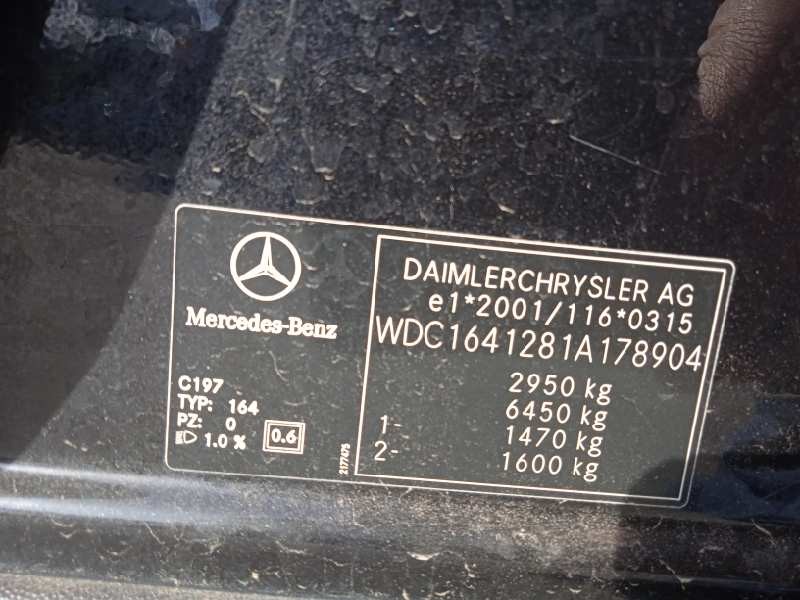 Mercedes-Benz
C197
TYP: 164
PZ: 0
1.0 %
0.6
2177475
DAIMLERCHRYSLER AG
e1*2001/116*0315
WDC1641281A178904
2950 kg
6450 kg
1- 1470 kg
2- 1600 kg